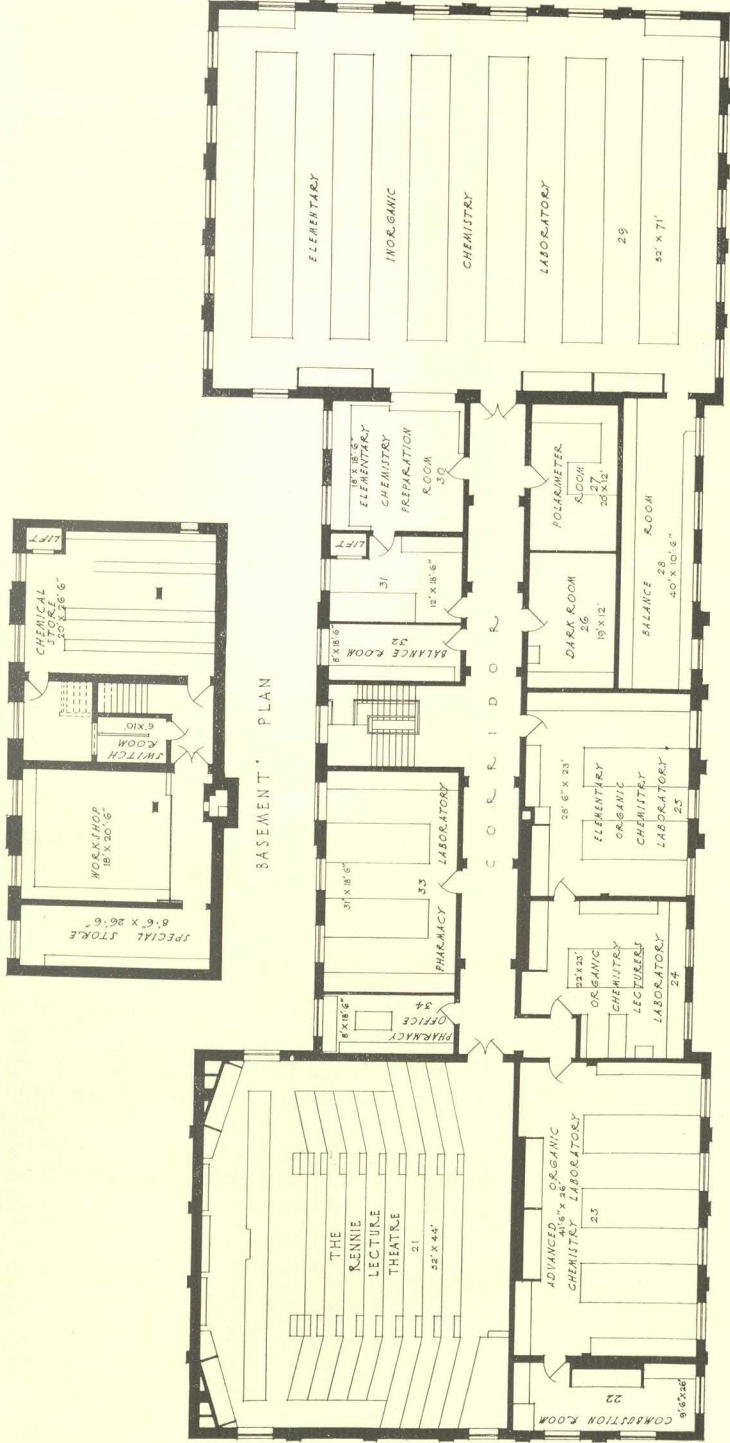 ELEMENTARY
INORGANIC
CHEMISTRY
LABORATORY
29
52' X 71'
18' X 18'·6"
ELEMENTARY
CHEMISTRY
PREPARATION
ROOM
30
LIFT
31
12' X 18'·6"
8' X 18'·6"
BALANCE ROOM
32
POLARIMETER
ROOM
27
20' X 12'
DARK ROOM
26
19' X 12'
BALANCE ROOM
28
40' X 10'·6"
CORRIDOR
28'·6" X 23'
ELEMENTARY
ORGANIC
CHEMISTRY
LABORATORY
25
22' X 23'
ORGANIC
CHEMISTRY
LECTURERS
LABORATORY
24
31' X 18'·6"
33
PHARMACY LABORATORY
8' X 18'·6"
PHARMACY
OFFICE
34
THE
RENNIE
LECTURE
THEATRE
21
52' X 44'
ADVANCED ORGANIC
41'·6" X 26'
CHEMISTRY LABORATORY
23
COMBUSTION ROOM
22
9'·6" X 26'
CHEMICAL
STORE
20' X 26'·6"
LIFT
SWITCH
ROOM
6' X 10'
WORKSHOP
18' X 20'·6"
SPECIAL STORE
8'·6" X 26'·6"
BASEMENT PLAN